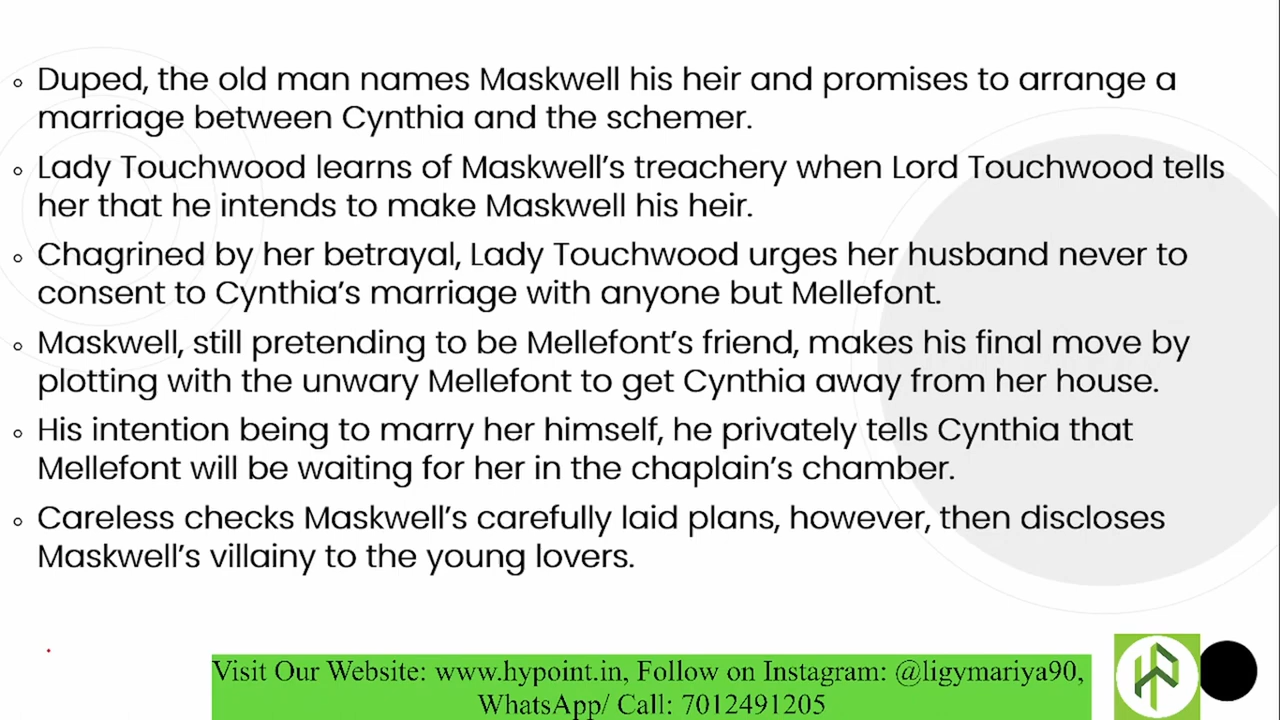 Duped, the old man names Maskwell his heir and promises to arrange a
marriage between Cynthia and the schemer.
Lady Touchwood learns of Maskwell’s treachery when Lord Touchwood tells
her that he intends to make Maskwell his heir.
Chagrined by her betrayal, Lady Touchwood urges her husband never to
consent to Cynthia’s marriage with anyone but Mellefont.
Maskwell, still pretending to be Mellefont’s friend, makes his final move by
plotting with the unwary Mellefont to get Cynthia away from her house.
His intention being to marry her himself, he privately tells Cynthia that
Mellefont will be waiting for her in the chaplain’s chamber.
Careless checks Maskwell’s carefully laid plans, however, then discloses
Maskwell’s villainy to the young lovers.
Visit Our Website: www.hypoint.in, Follow on Instagram: @ligymariya90,
WhatsApp/ Call: 7012491205